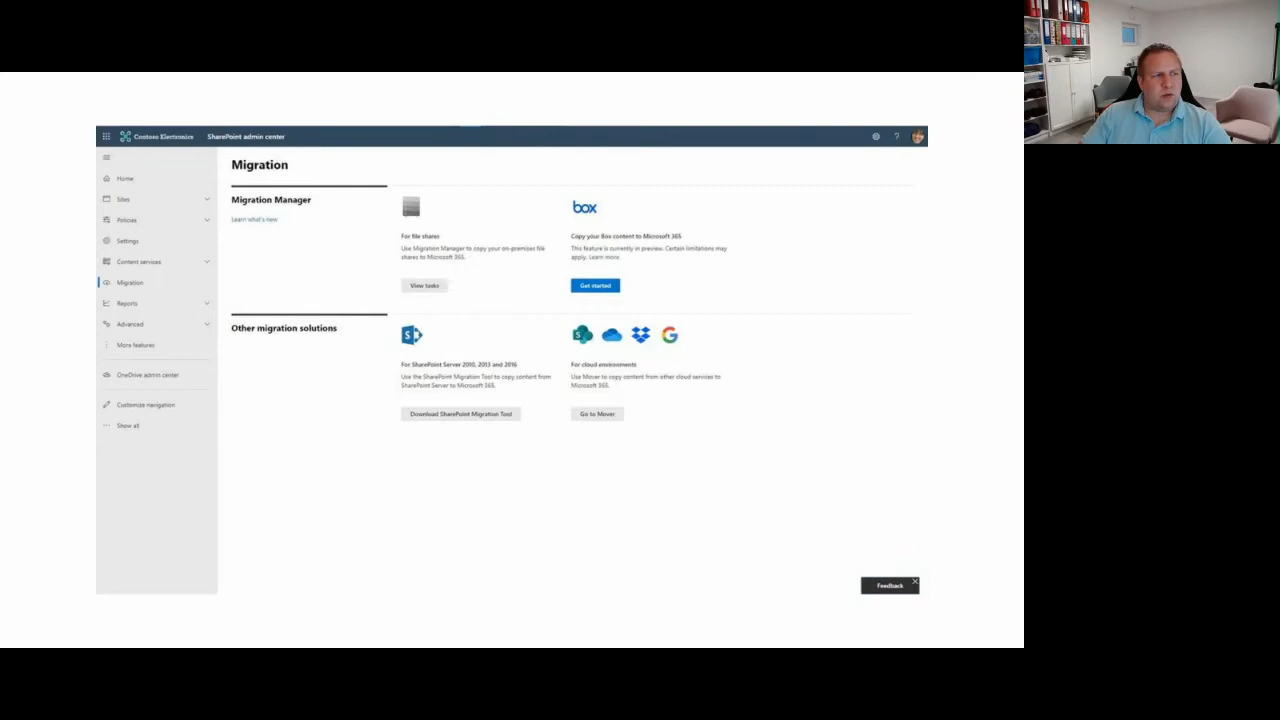 Contoso Electronics SharePoint admin center ?
Home
Sites
Policies
Settings
Content services
Migration
Reports
Advanced
More features
OneDrive admin center
Customize navigation
Show all
Migration
Migration Manager
Learn what's new
For file shares
Use Migration Manager to copy your on-premises file
shares to Microsoft 365.
View tasks
box
Copy your Box content to Microsoft 365
This feature is currently in preview. Certain limitations may
apply. Learn more
Get started
Other migration solutions
S
For SharePoint Server 2010, 2013 and 2016
Use the SharePoint Migration Tool to copy content from
SharePoint Server to Microsoft 365.
Download SharePoint Migration Tool
S G
For cloud environments
Use Mover to copy content from other cloud services to
Microsoft 365.
Go to Mover
Feedback